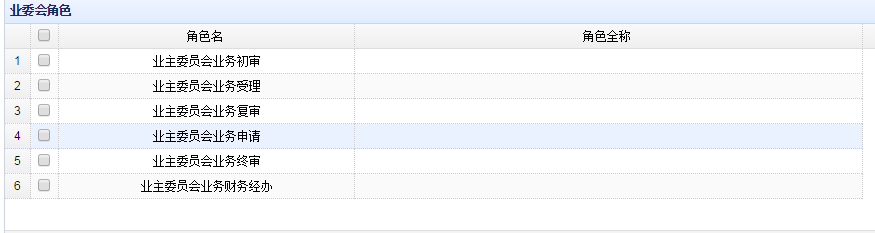 业委会角色
角色名 角色全称
1 业主委员会业务初审
2 业主委员会业务受理
3 业主委员会业务复审
4 业主委员会业务申请
5 业主委员会业务终审
6 业主委员会业务财务经办